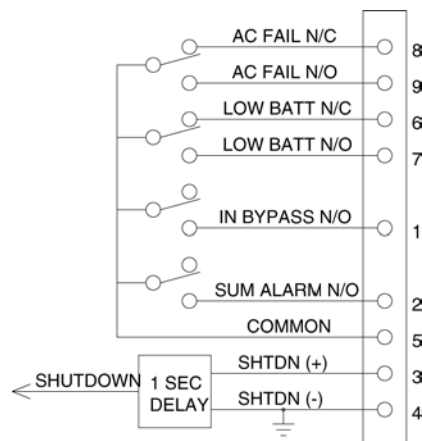 AC FAIL N/C 8
AC FAIL N/O 9
LOW BATT N/C 6
LOW BATT N/O 7
IN BYPASS N/O 1
SUM ALARM N/O 2
COMMON 5
SHTDN (+) 3
SHUTDOWN 1 SEC
DELAY SHTDN (-) 4